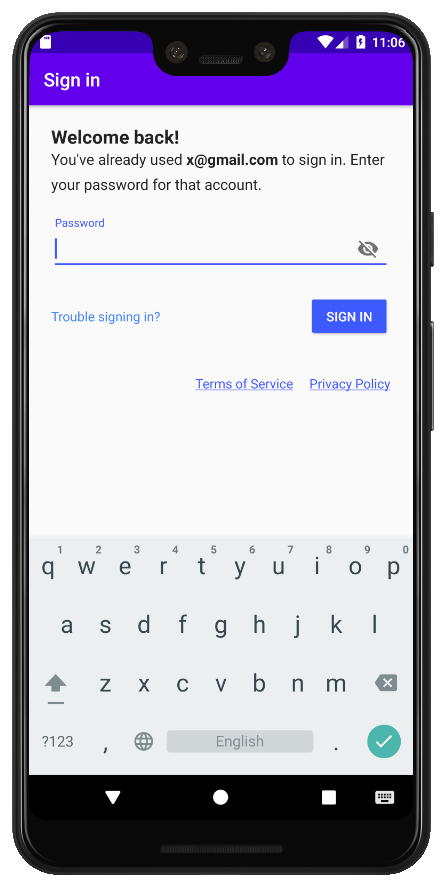 11:06
Sign in
Welcome back!
You've already used x@gmail.com to sign in. Enter
your password for that account.
Password
Trouble signing in?
SIGN IN
Terms of Service Privacy Policy
1 2 3 4 5 6 7 8 9 0
q w e r t y u i o p
a s d f g h j k l
z x c v b n m
?123 , English .